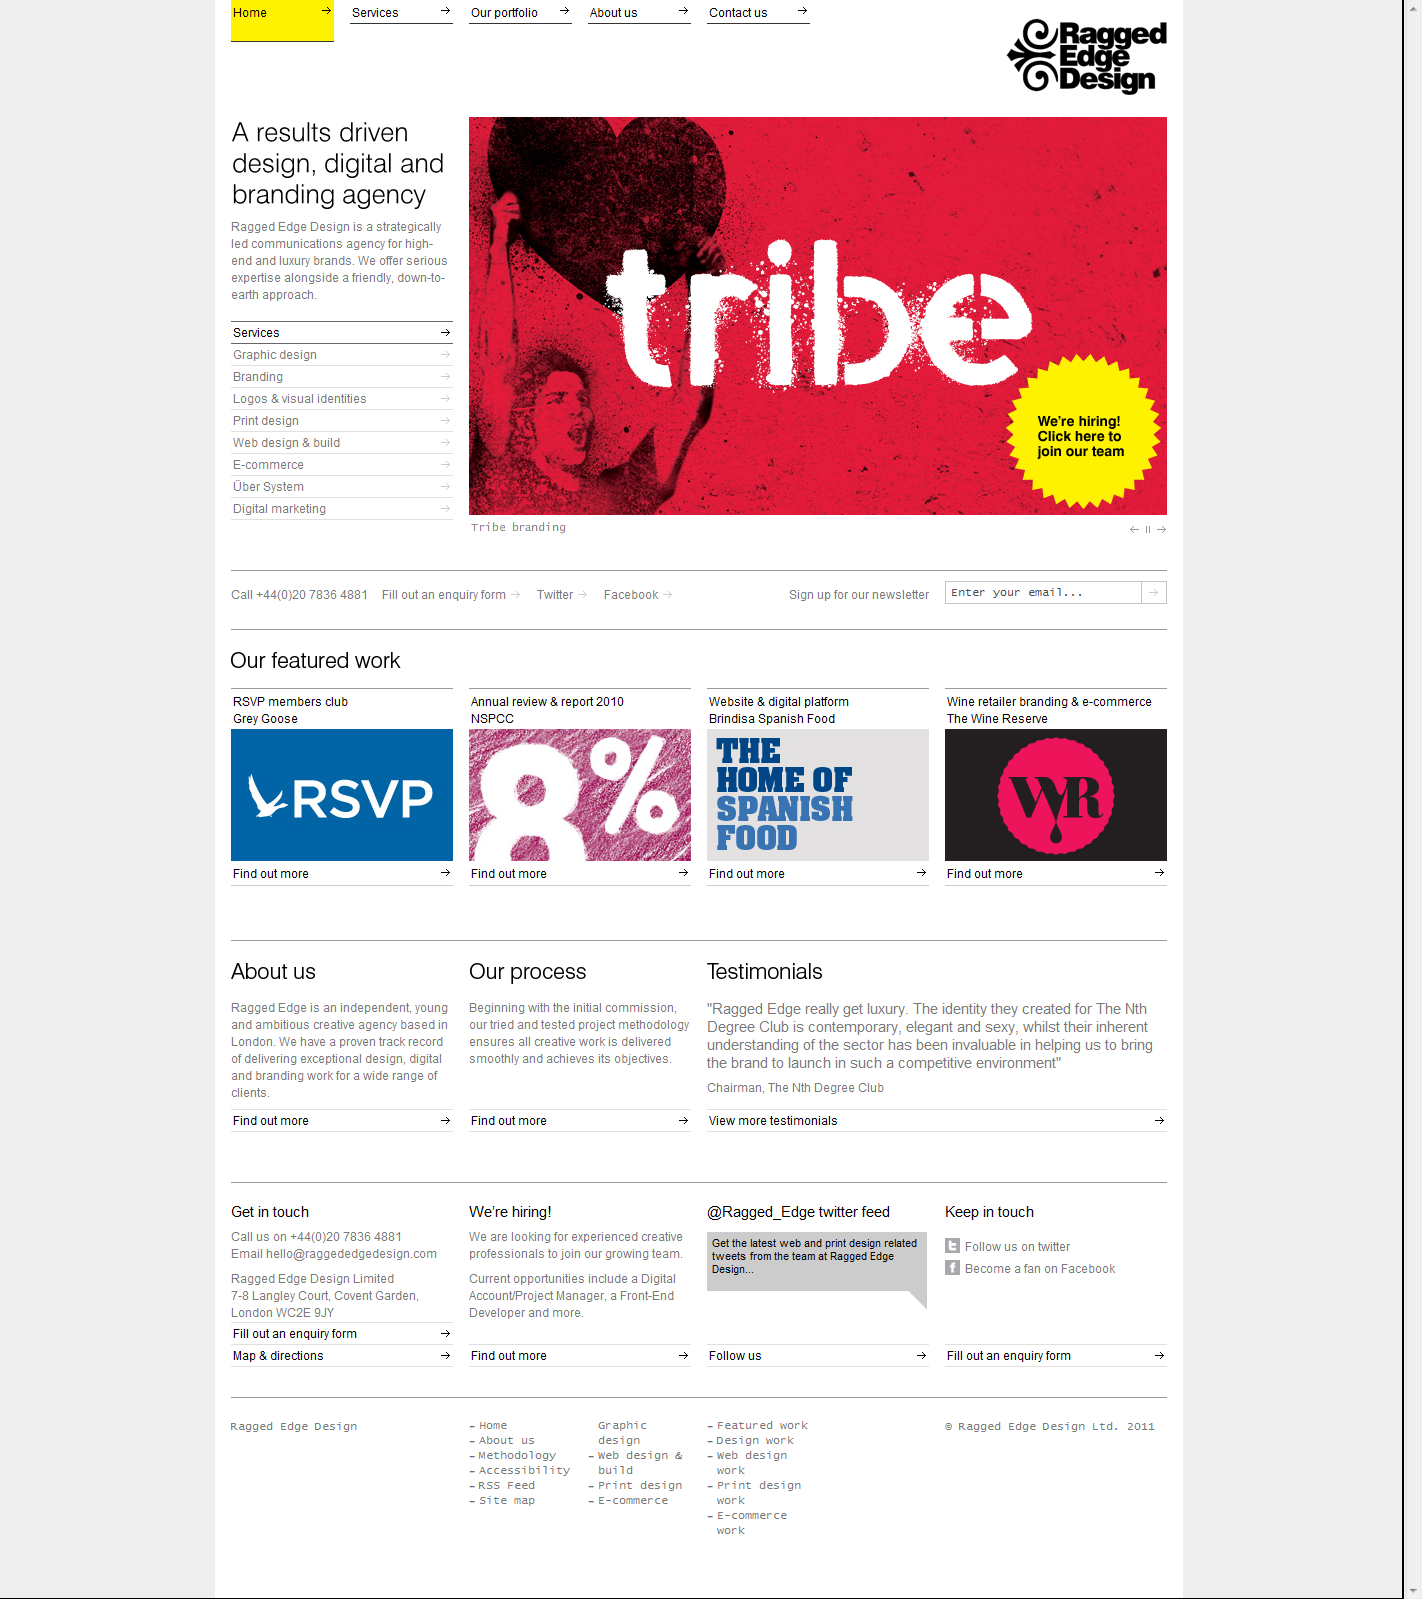 Home
Services
Our portfolio
About us
Contact us
Ragged
Edge
Design
A results driven
design, digital and
branding agency
Ragged Edge Design is a strategically
led communications agency for high-
end and luxury brands. We offer serious
expertise alongside a friendly, down-to-
earth approach.
Services
Graphic design
Branding
Logos & visual identities
Print design
Web design & build
E-commerce
Über System
Digital marketing
tribe
We're hiring!
Click here to
join our team
Tribe branding
Call +44(0)20 7836 4881
Fill out an enquiry form
Twitter
Facebook
Sign up for our newsletter
Enter your email...
Our featured work
RSVP members club
Grey Goose
RSVP
Find out more
Annual review & report 2010
NSPCC
8%
Find out more
Website & digital platform
Brindisa Spanish Food
THE
HOME OF
SPANISH
FOOD
Find out more
Wine retailer branding & e-commerce
The Wine Reserve
WR
Find out more
About us
Ragged Edge is an independent, young
and ambitious creative agency based in
London. We have a proven track record
of delivering exceptional design, digital
and branding work for a wide range of
clients.
Find out more
Our process
Beginning with the initial commission,
our tried and tested project methodology
ensures all creative work is delivered
smoothly and achieves its objectives.
Find out more
Testimonials
"Ragged Edge really get luxury. The identity they created for The Nth
Degree Club is contemporary, elegant and sexy, whilst their inherent
understanding of the sector has been invaluable in helping us to bring
the brand to launch in such a competitive environment"
Chairman, The Nth Degree Club
View more testimonials
Get in touch
Call us on +44(0)20 7836 4881
Email hello@raggededgedesign.com
Ragged Edge Design Limited
7-8 Langley Court, Covent Garden,
London WC2E 9JY
Fill out an enquiry form
Map & directions
We're hiring!
We are looking for experienced creative
professionals to join our growing team.
Current opportunities include a Digital
Account/Project Manager, a Front-End
Developer and more.
Find out more
@Ragged_Edge twitter feed
Get the latest web and print design related
tweets from the team at Ragged Edge
Design...
Follow us
Keep in touch
Follow us on twitter
Become a fan on Facebook
Fill out an enquiry form
Ragged Edge Design
– Home
– About us
– Methodology
– Accessibility
– RSS Feed
– Site map
Graphic
design
– Web design &
build
– Print design
– E-commerce
– Featured work
– Design work
– Web design
work
– Print design
work
– E-commerce
work
© Ragged Edge Design Ltd. 2011